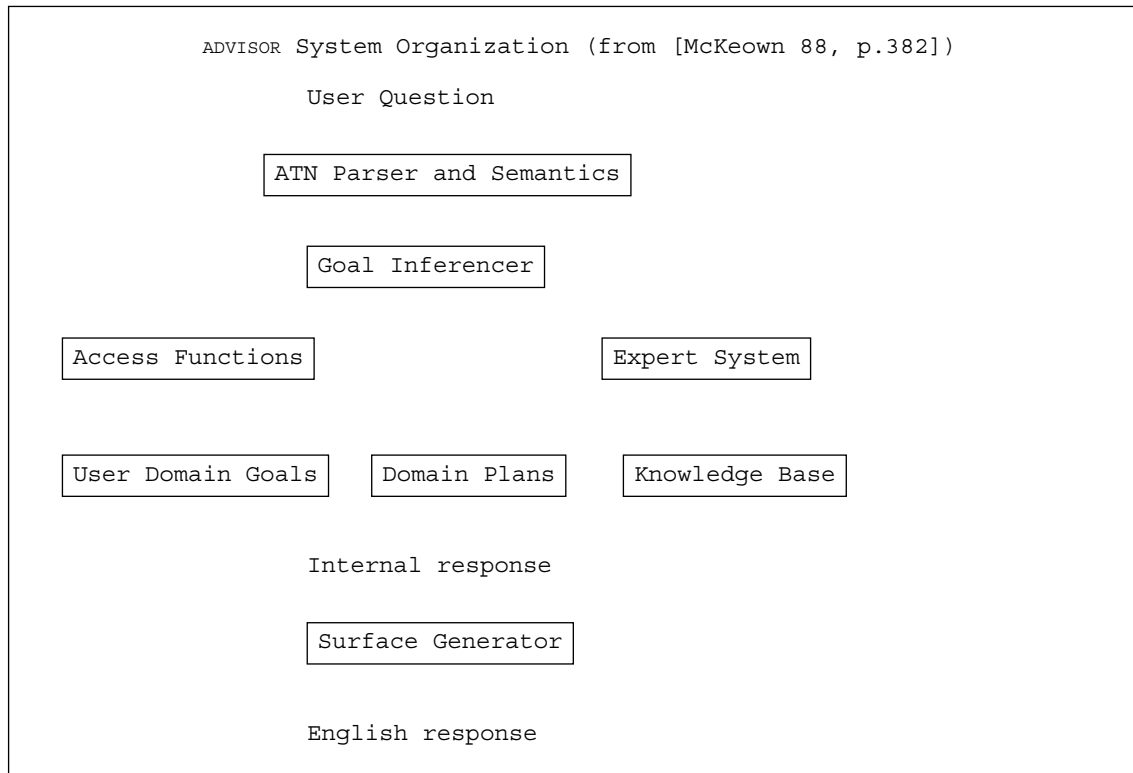 ADVISOR System Organization (from [McKeown 88, p.382])
User Question
ATN Parser and Semantics
Goal Inferencer
Access Functions Expert System
User Domain Goals Domain Plans Knowledge Base
Internal response
Surface Generator
English response